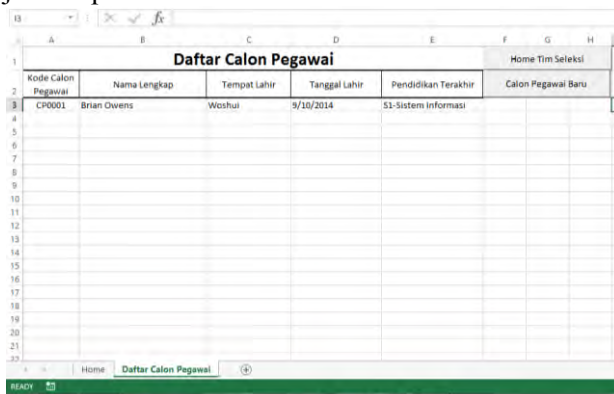 I3 fx
A B C D E F G H
1 Daftar Calon Pegawai Home Tim Seleksi
2 Kode Calon Pegawai Nama Lengkap Tempat Lahir Tanggal Lahir Pendidikan Terakhir Calon Pegawai Baru
3 CP0001 Brian Owens Woshui 9/10/2014 S1-Sistem Informasi
4
5
6
7
8
9
10
11
12
13
14
15
16
17
18
19
20
21
22
Home Daftar Calon Pegawai
READY